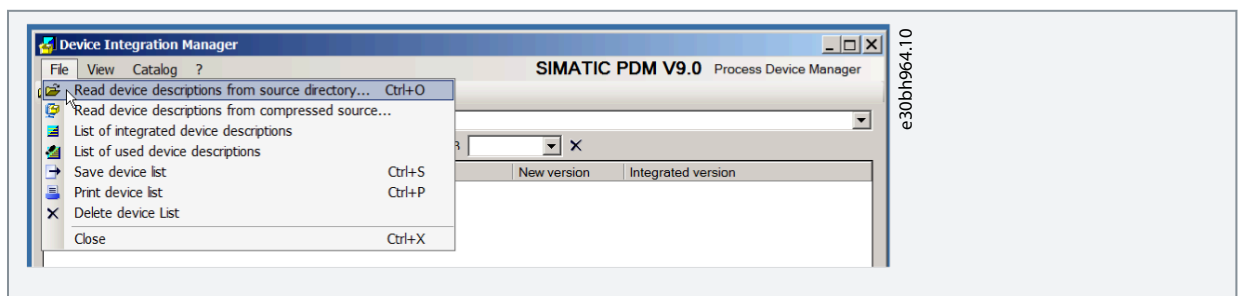 Device Integration Manager
File View Catalog ? SIMATIC PDM V9.0 Process Device Manager
Read device descriptions from source directory... Ctrl+O
Read device descriptions from compressed source...
List of integrated device descriptions
List of used device descriptions
Save device list Ctrl+S
New version Integrated version
Print device list Ctrl+P
Delete device List
Close Ctrl+X
e30bh964.10